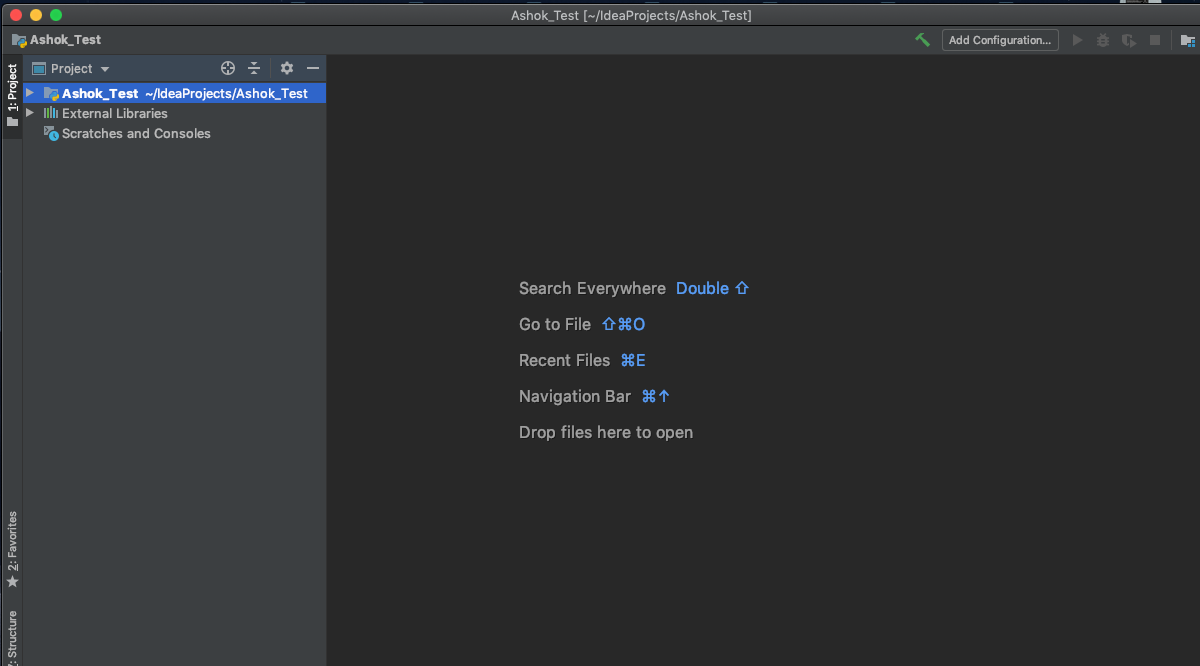 Ashok_Test [~/IdeaProjects/Ashok_Test]
Ashok_Test
Add Configuration...
1: Project
Project
Ashok_Test ~/IdeaProjects/Ashok_Test
External Libraries
Scratches and Consoles
Search Everywhere Double ⇧
Go to File ⇧⌘O
Recent Files ⌘E
Navigation Bar ⌘↑
Drop files here to open
2: Favorites
: Structure